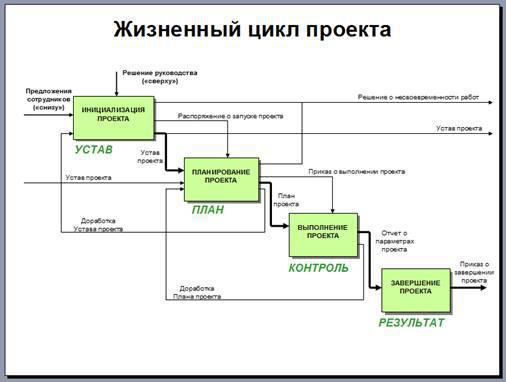 Жизненный цикл проекта
Решение руководства
(«сверху»)
Предложения
сотрудников
(«снизу»)
ИНИЦИАЛИЗАЦИЯ
ПРОЕКТА
УСТАВ
Решение о несвоевременности работ
Распоряжение о запуске проекта
Устав проекта
Устав
проекта
Устав проекта
ПЛАНИРОВАНИЕ
ПРОЕКТА
ПЛАН
Приказ о выполнении проекта
План
проекта
Доработка
Устава проекта
ВЫПОЛНЕНИЕ
ПРОЕКТА
КОНТРОЛЬ
Отчет о
параметрах
проекта
Доработка
Плана проекта
ЗАВЕРШЕНИЕ
ПРОЕКТА
РЕЗУЛЬТАТ
Приказ о
завершении
проекта